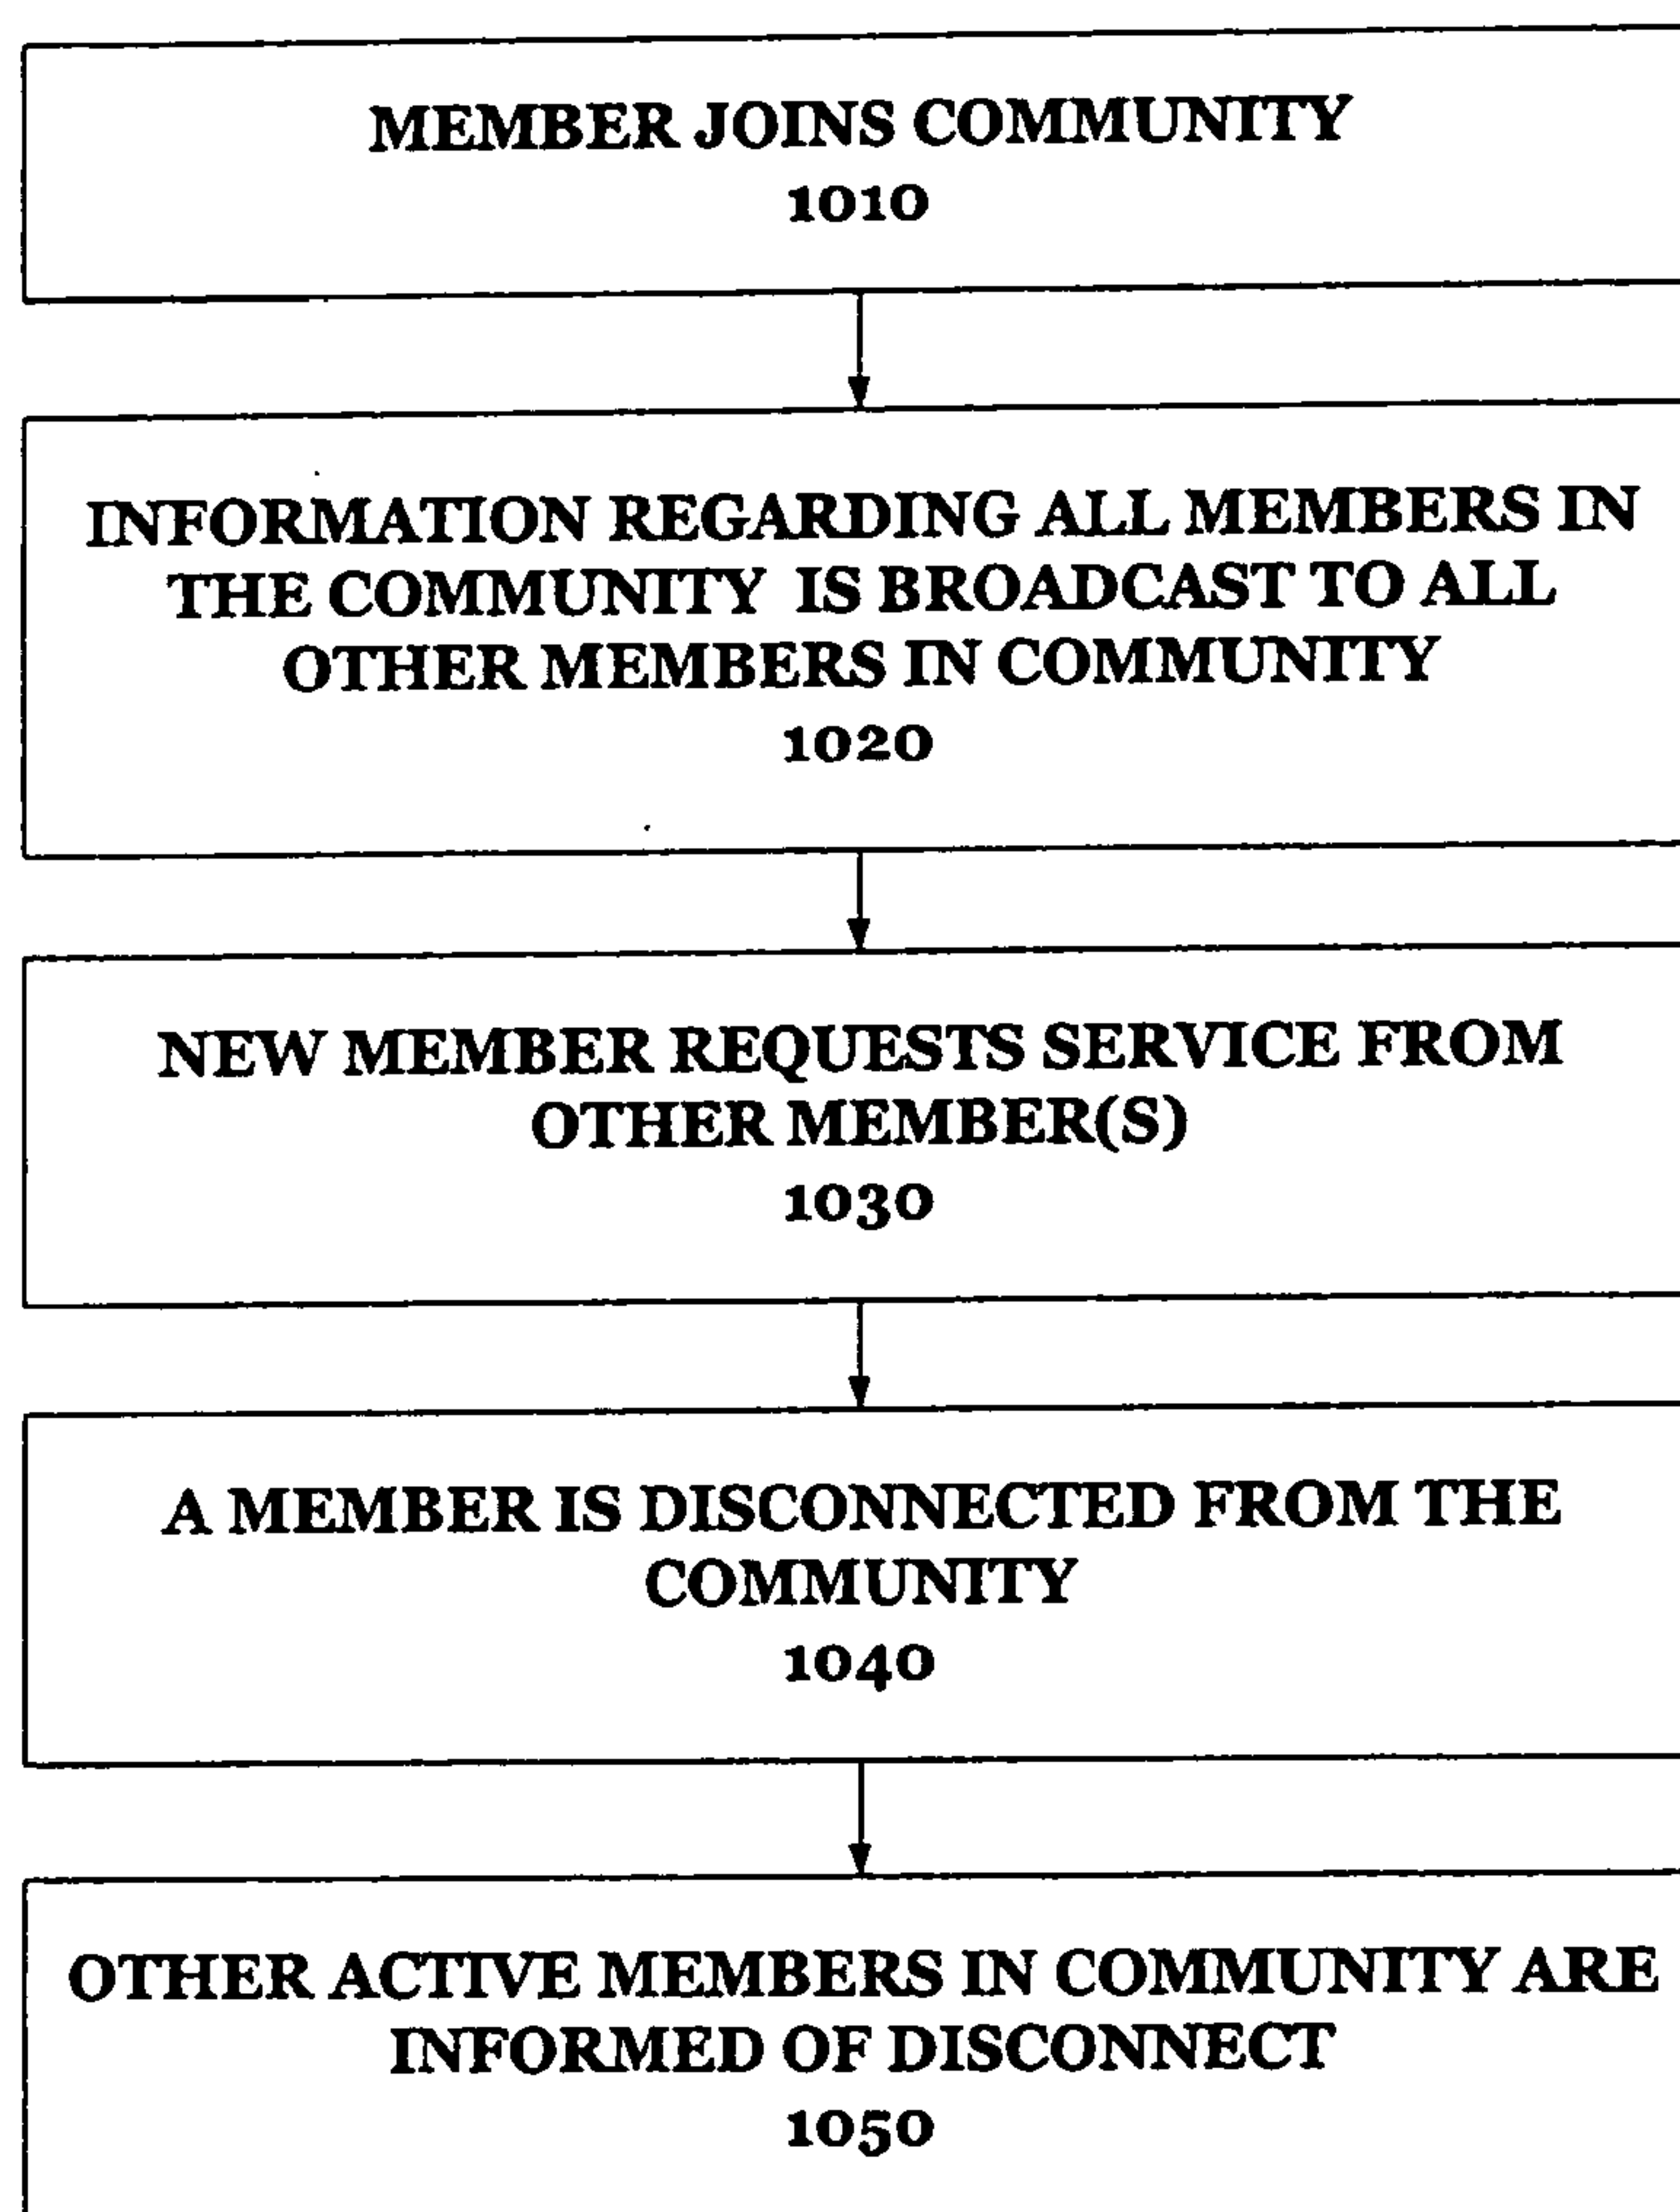 MEMBER JOINS COMMUNITY
1010
INFORMATION REGARDING ALL MEMBERS IN
THE COMMUNITY IS BROADCAST TO ALL
OTHER MEMBERS IN COMMUNITY
1020
NEW MEMBER REQUESTS SERVICE FROM
OTHER MEMBER(S)
1030
A MEMBER IS DISCONNECTED FROM THE
COMMUNITY
1040
OTHER ACTIVE MEMBERS IN COMMUNITY ARE
INFORMED OF DISCONNECT
1050